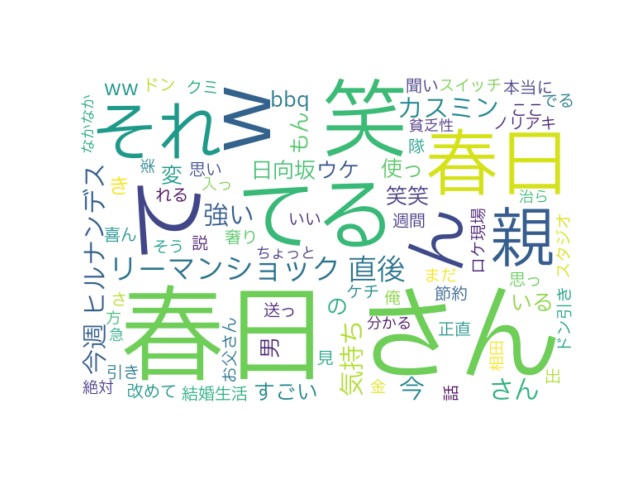 ww
ドン
クミ
聞い
スイッチ
本当に
なかなか
それ
w
bbq
笑
カスミン
ここ
でる
もん
貧乏性
ノリアキ
楽
変
思い
日向坂
ウケ
使っ
隊
春日
き
れる
入っ
笑笑
治ら
ヒルナンデス
て
てる
ん
親
強い
いい
週間
喜ん
そう
説
奢り
ロケ現場
スタジオ
リーマンショック
ちょっと
直後
まだ
思っ
今週
さ
春日
さん
の
ケチ
俺
節約
いる
ドン引き
方
急
送っ
分かる
正直
男
お父さん
気持ち
見
相田
引き
絶対
改めて
結婚生活
すごい
金
今
話
さん
出